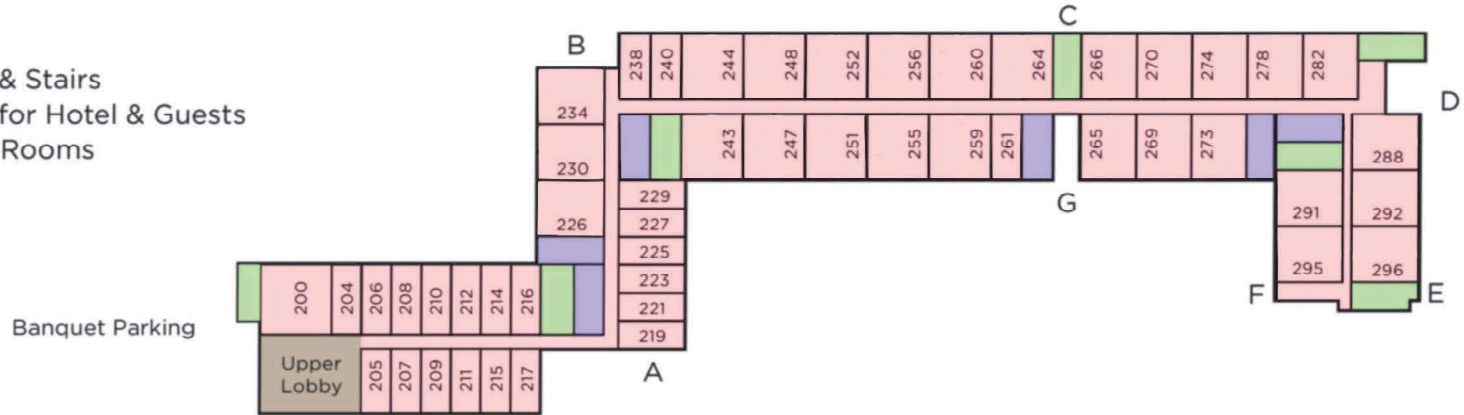 & Stairs
for Hotel & Guests
Rooms
Banquet Parking
B
C
D
238 240 244 248 252 256 260 264 266 270 274 278 282
234
230
226
243 247 251 255 259 261 265 269 273
G
288
291 292
295 296
F
E
229
227
225
223
221
219
A
200 204 206 208 210 212 214 216
Upper
Lobby
205 207 209 211 215 217